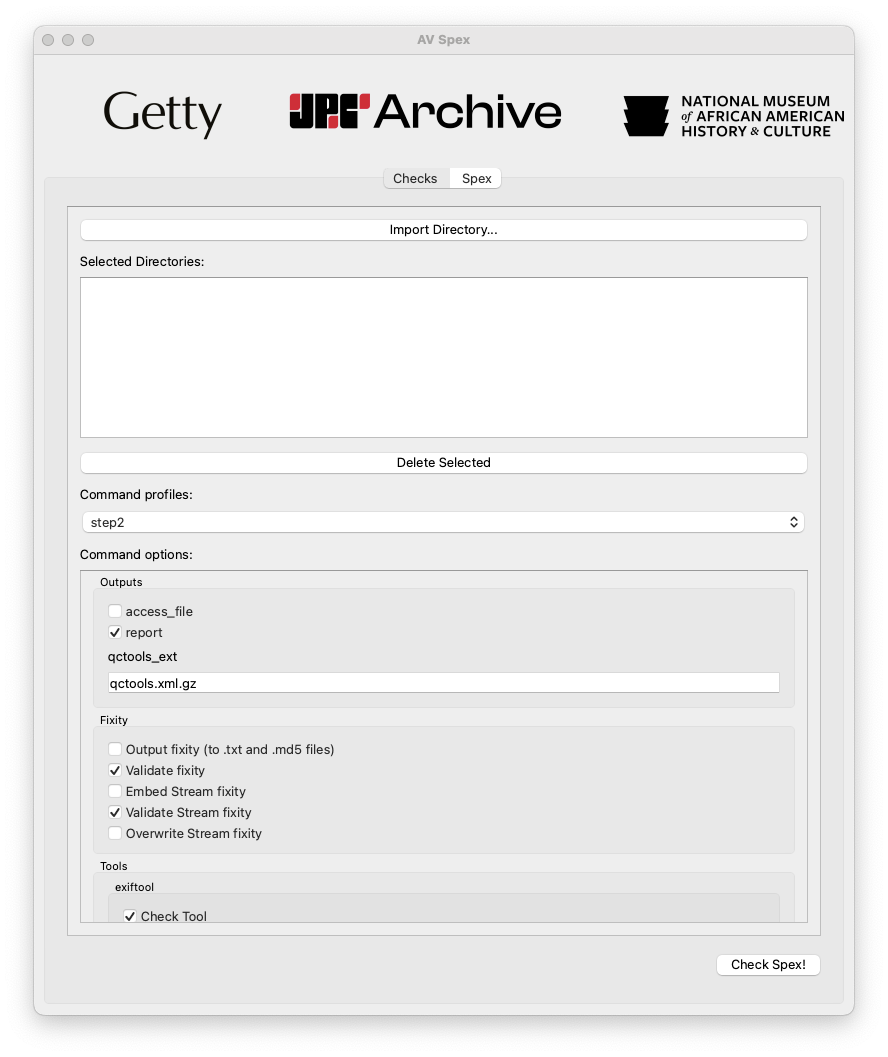 AV Spex
Getty
JPC Archive
NATIONAL MUSEUM
of AFRICAN AMERICAN
HISTORY & CULTURE
Checks
Spex
Import Directory...
Selected Directories:
Delete Selected
Command profiles:
step2
Command options:
Outputs
access_file
report
qctools_ext
qctools.xml.gz
Fixity
Output fixity (to .txt and .md5 files)
Validate fixity
Embed Stream fixity
Validate Stream fixity
Overwrite Stream fixity
Tools
exiftool
Check Tool
Check Spex!